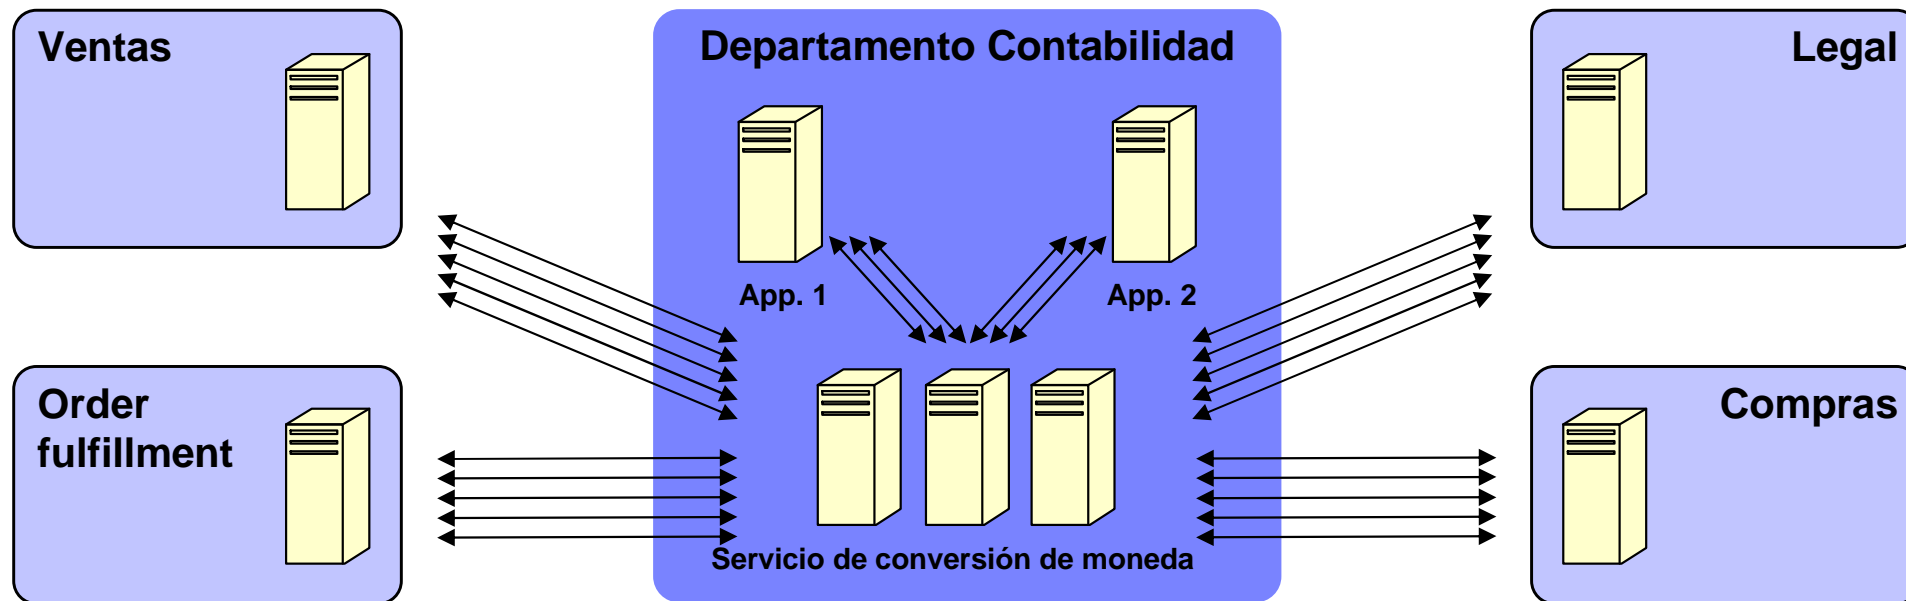 Ventas
Departamento Contabilidad
Legal
App. 1
App. 2
Order
fulfillment
Compras
Servicio de conversión de moneda